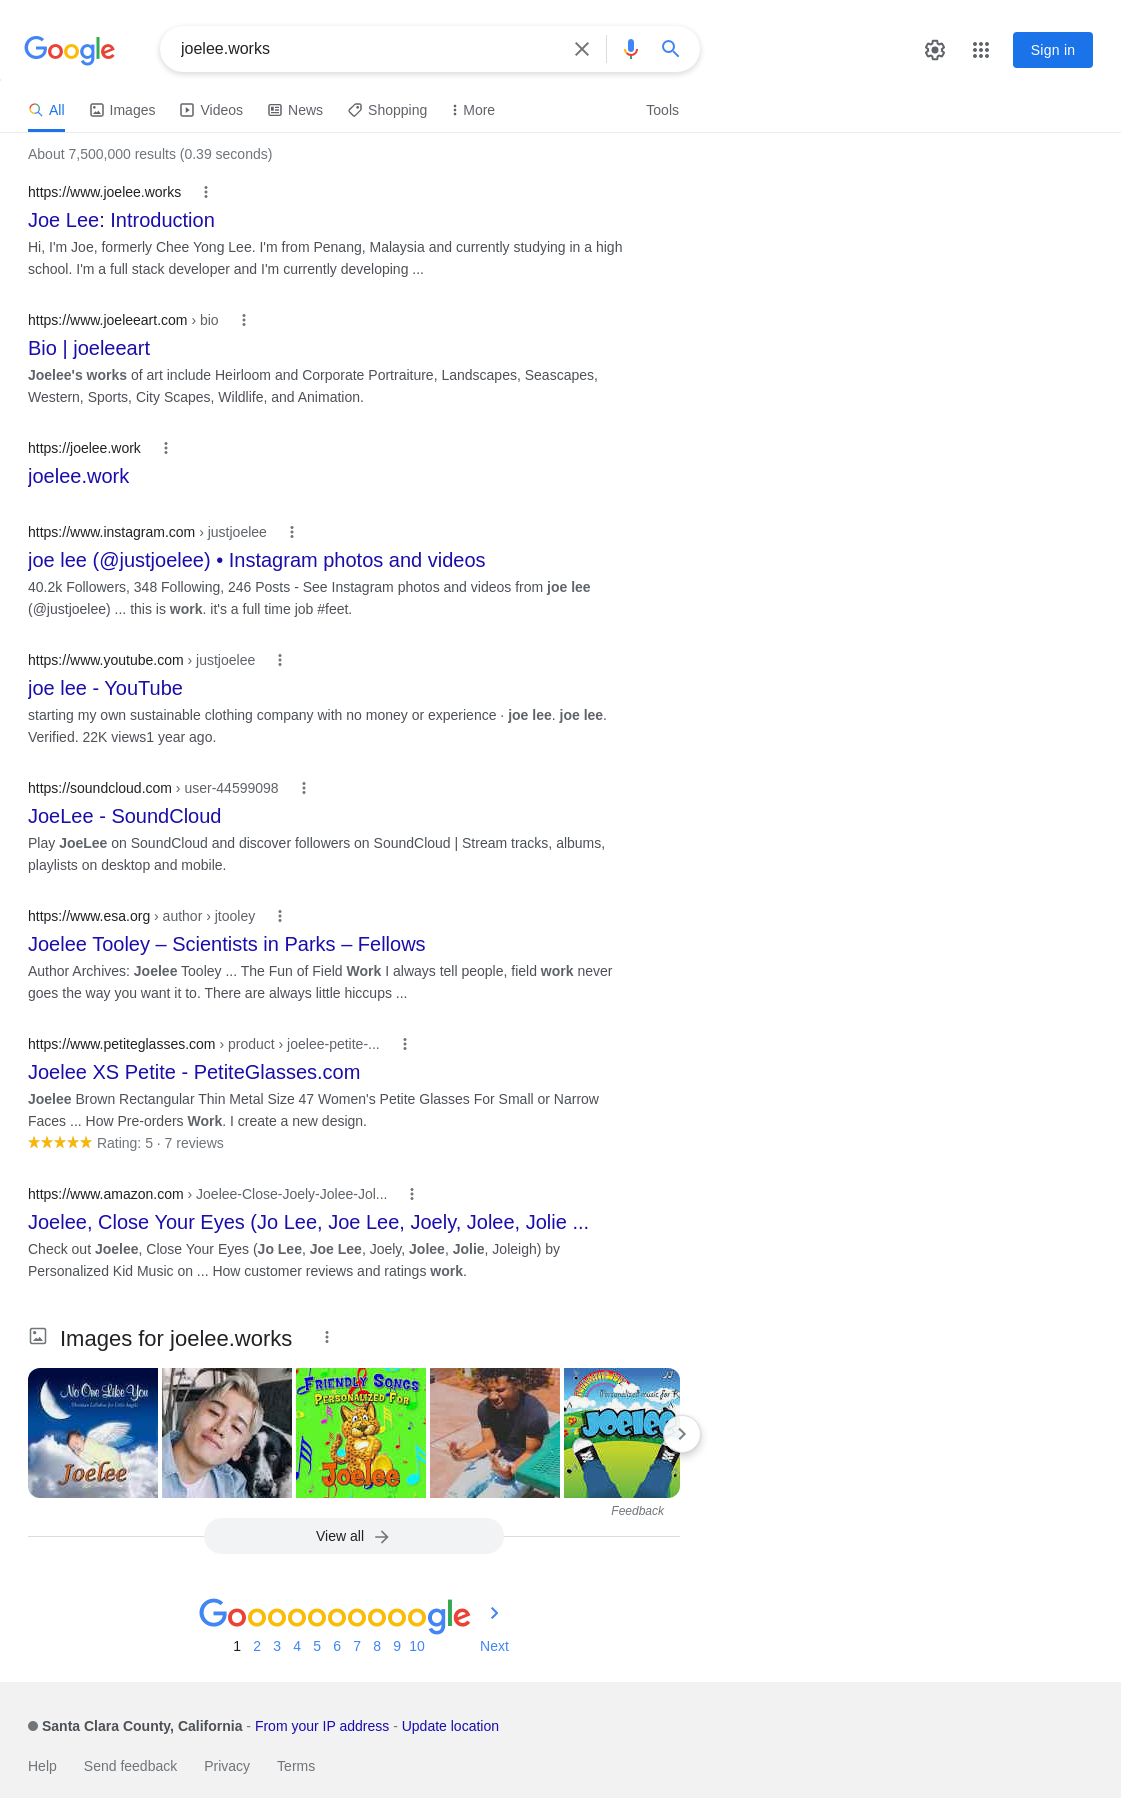 Google
joelee.works
Sign in
All
Images
Videos
News
Shopping
More
Tools
About 7,500,000 results (0.39 seconds)
https://www.joelee.works
Joe Lee: Introduction
Hi, I'm Joe, formerly Chee Yong Lee. I'm from Penang, Malaysia and currently studying in a high
school. I'm a full stack developer and I'm currently developing ...
https://www.joeleeart.com › bio
Bio | joeleeart
Joelee's works of art include Heirloom and Corporate Portraiture, Landscapes, Seascapes,
Western, Sports, City Scapes, Wildlife, and Animation.
https://joelee.work
joelee.work
https://www.instagram.com › justjoelee
joe lee (@justjoelee) • Instagram photos and videos
40.2k Followers, 348 Following, 246 Posts - See Instagram photos and videos from joe lee
(@justjoelee) ... this is work. it's a full time job #feet.
https://www.youtube.com › justjoelee
joe lee - YouTube
starting my own sustainable clothing company with no money or experience · joe lee. joe lee.
Verified. 22K views1 year ago.
https://soundcloud.com › user-44599098
JoeLee - SoundCloud
Play JoeLee on SoundCloud and discover followers on SoundCloud | Stream tracks, albums,
playlists on desktop and mobile.
https://www.esa.org › author › jtooley
Joelee Tooley – Scientists in Parks – Fellows
Author Archives: Joelee Tooley ... The Fun of Field Work I always tell people, field work never
goes the way you want it to. There are always little hiccups ...
https://www.petiteglasses.com › product › joelee-petite-...
Joelee XS Petite - PetiteGlasses.com
Joelee Brown Rectangular Thin Metal Size 47 Women's Petite Glasses For Small or Narrow
Faces ... How Pre-orders Work. I create a new design.
Rating: 5 · 7 reviews
https://www.amazon.com › Joelee-Close-Joely-Jolee-Jol...
Joelee, Close Your Eyes (Jo Lee, Joe Lee, Joely, Jolee, Jolie ...
Check out Joelee, Close Your Eyes (Jo Lee, Joe Lee, Joely, Jolee, Jolie, Joleigh) by
Personalized Kid Music on ... How customer reviews and ratings work.
Images for joelee.works
No One Like You
Christian Lullabies for Little Angels
Joelee
Friendly Songs
Personalized For
Joelee
Personalized music for K
Joelee
Feedback
View all
Goooooooooogle
1 2 3 4 5 6 7 8 9 10 Next
Santa Clara County, California - From your IP address - Update location
Help
Send feedback
Privacy
Terms